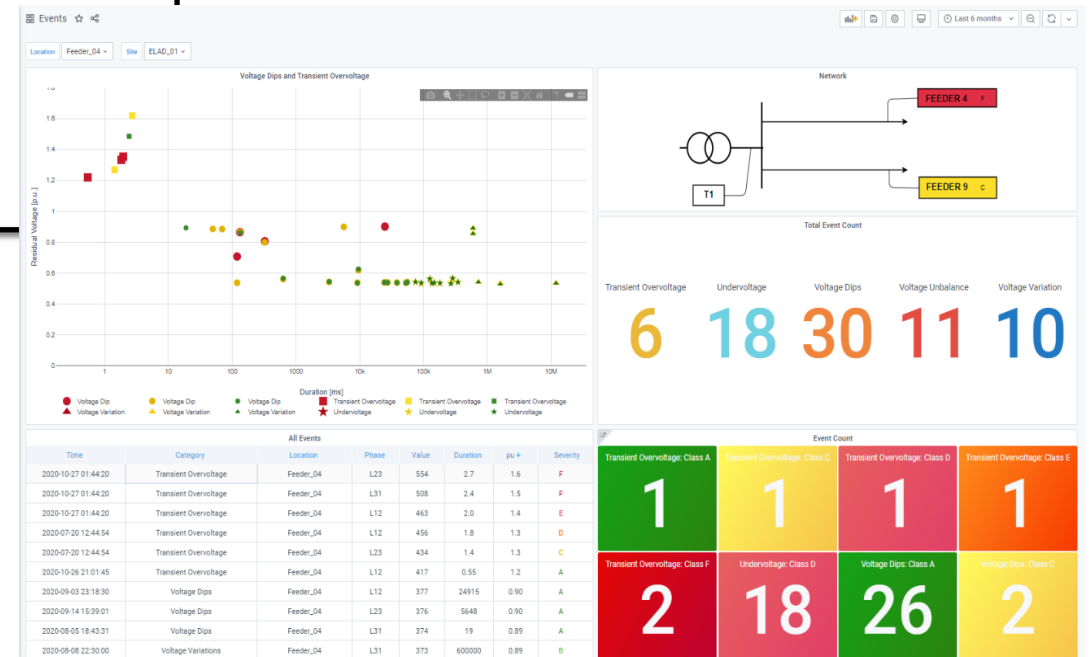 Events
Last 6 months
Location Feeder_04 Site ELAD_01
Voltage Dips and Transient Overvoltage
1.6
1.4
1.2
1
0.8
0.6
0.4
0.2
0
Residual Voltage [p.u.]
1 10 100 1000 10k 100k 1M 10M
Duration [ms]
Voltage Dip Voltage Dip Voltage Dip Transient Overvoltage Transient Overvoltage Transient Overvoltage
Voltage Variation Voltage Variation Voltage Variation Undervoltage Undervoltage Undervoltage
Network
FEEDER 4 F
FEEDER 9 C
T1
Total Event Count
Transient Overvoltage Undervoltage Voltage Dips Voltage Unbalance Voltage Variation
6 18 30 11 10
All Events
Time Category Location Phase Value Duration pu Severity
2020-10-27 01:44:20 Transient Overvoltage Feeder_04 L23 554 2.7 1.6 F
2020-10-27 01:44:20 Transient Overvoltage Feeder_04 L31 508 2.4 1.5 F
2020-10-27 01:44:20 Transient Overvoltage Feeder_04 L12 463 2.0 1.4 E
2020-07-20 12:44:54 Transient Overvoltage Feeder_04 L12 456 1.8 1.3 D
2020-07-20 12:44:54 Transient Overvoltage Feeder_04 L23 434 1.4 1.3 C
2020-10-26 21:01:45 Transient Overvoltage Feeder_04 L12 417 0.55 1.2 A
2020-09-03 23:18:30 Voltage Dips Feeder_04 L12 377 24915 0.90 A
2020-09-14 15:39:01 Voltage Dips Feeder_04 L23 376 5648 0.90 A
2020-08-05 18:43:31 Voltage Dips Feeder_04 L31 374 19 0.89 A
2020-08-08 22:30:00 Voltage Variations Feeder_04 L31 373 600000 0.89 B
Event Count
Transient Overvoltage: Class A Transient Overvoltage: Class C Transient Overvoltage: Class D Transient Overvoltage: Class E
1 1 1 1
Transient Overvoltage: Class F Undervoltage: Class D Voltage Dips: Class A Voltage Dips: Class C
2 18 26 2